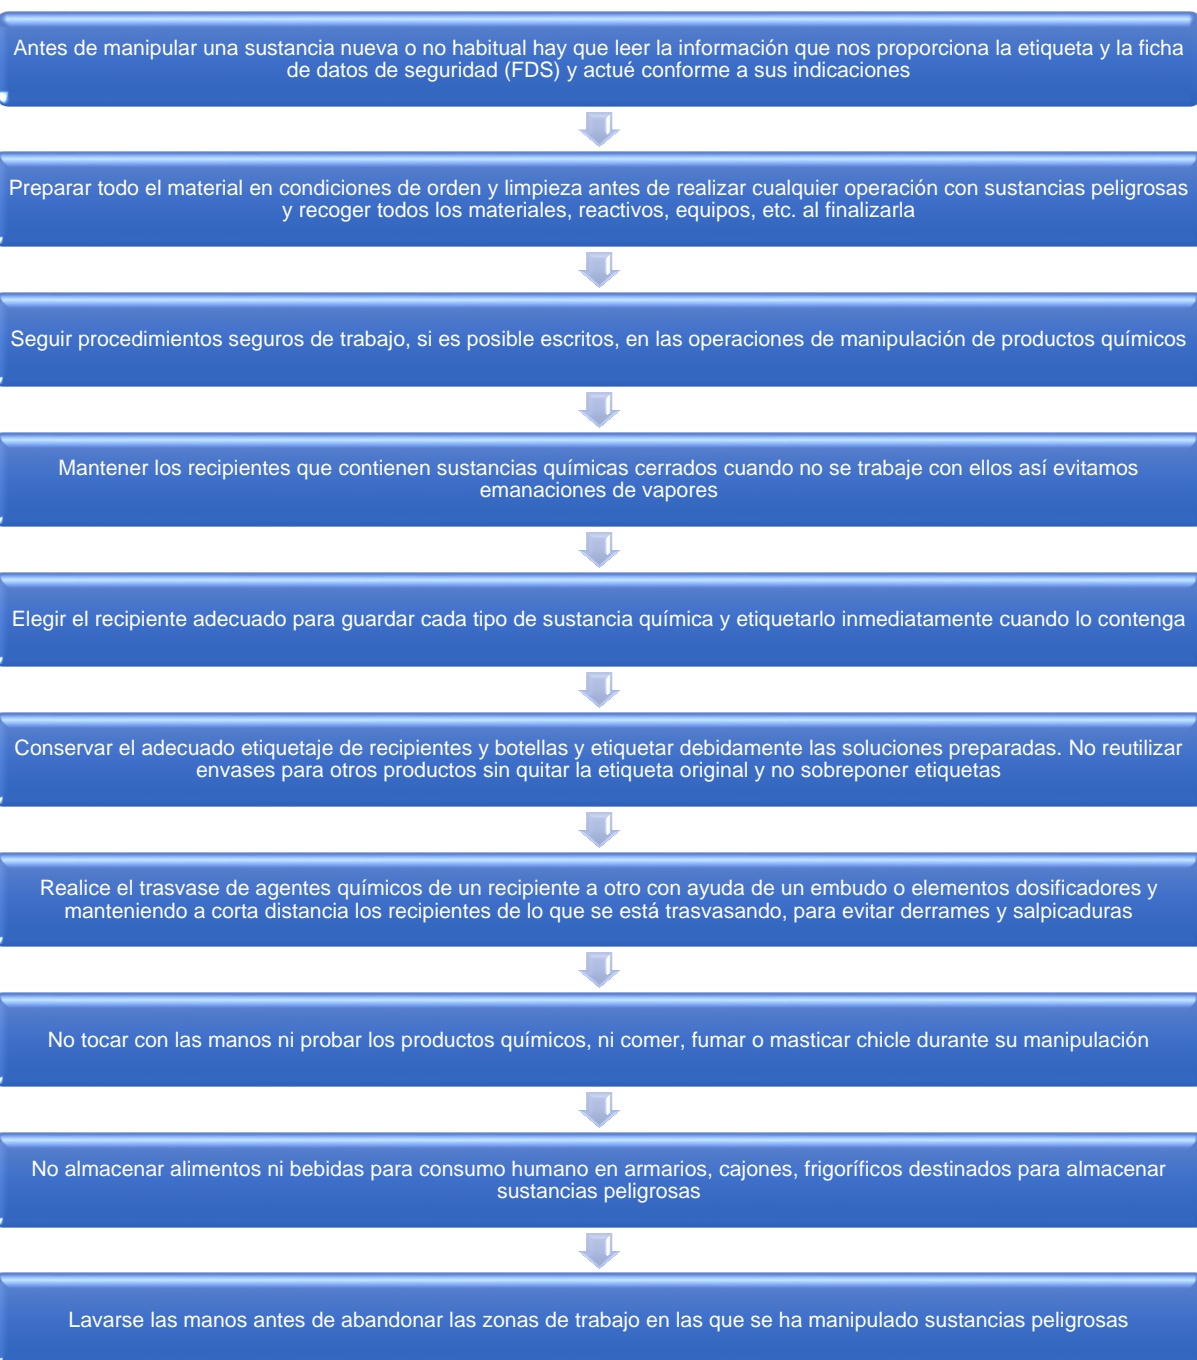 Antes de manipular una sustancia nueva o no habitual hay que leer la información que nos proporciona la etiqueta y la ficha
de datos de seguridad (FDS) y actué conforme a sus indicaciones
Preparar todo el material en condiciones de orden y limpieza antes de realizar cualquier operación con sustancias peligrosas
y recoger todos los materiales, reactivos, equipos, etc. al finalizarla
Seguir procedimientos seguros de trabajo, si es posible escritos, en las operaciones de manipulación de productos químicos
Mantener los recipientes que contienen sustancias químicas cerrados cuando no se trabaje con ellos así evitamos
emanaciones de vapores
Elegir el recipiente adecuado para guardar cada tipo de sustancia química y etiquetarlo inmediatamente cuando lo contenga
Conservar el adecuado etiquetaje de recipientes y botellas y etiquetar debidamente las soluciones preparadas. No reutilizar
envases para otros productos sin quitar la etiqueta original y no sobreponer etiquetas
Realice el trasvase de agentes químicos de un recipiente a otro con ayuda de un embudo o elementos dosificadores y
manteniendo a corta distancia los recipientes de lo que se está trasvasando, para evitar derrames y salpicaduras
No tocar con las manos ni probar los productos químicos, ni comer, fumar o masticar chicle durante su manipulación
No almacenar alimentos ni bebidas para consumo humano en armarios, cajones, frigoríficos destinados para almacenar
sustancias peligrosas
Lavarse las manos antes de abandonar las zonas de trabajo en las que se ha manipulado sustancias peligrosas